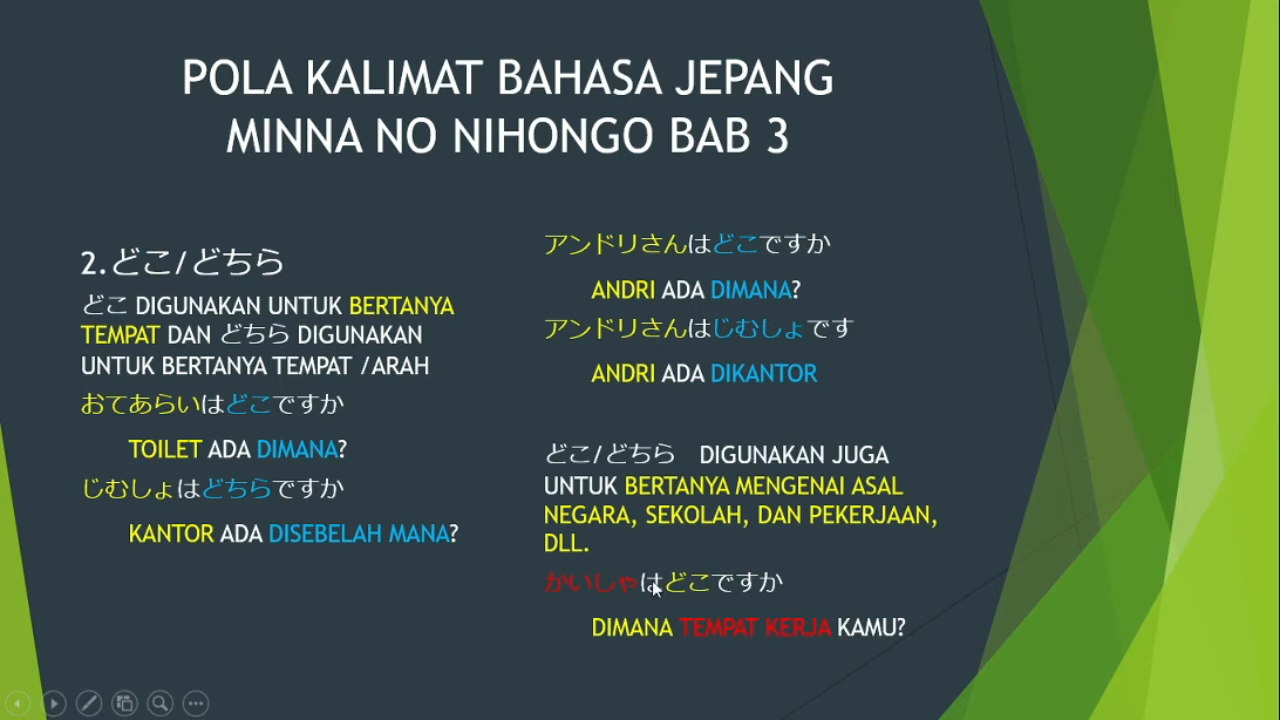 POLA KALIMAT BAHASA JEPANG
MINNA NO NIHONGO BAB 3
2.どこ/どちら
どこ DIGUNAKAN UNTUK BERTANYA
TEMPAT DAN どちら DIGUNAKAN
UNTUK BERTANYA TEMPAT /ARAH
おてあらいはどこですか
TOILET ADA DIMANA?
じむしょはどちらですか
KANTOR ADA DISEBELAH MANA?
アンドリさんはどこですか
ANDRI ADA DIMANA?
アンドリさんはじむしょです
ANDRI ADA DIKANTOR
どこ/どちら　DIGUNAKAN JUGA
UNTUK BERTANYA MENGENAI ASAL
NEGARA, SEKOLAH, DAN PEKERJAAN,
DLL.
かいしゃはどこですか
DIMANA TEMPAT KERJA KAMU?